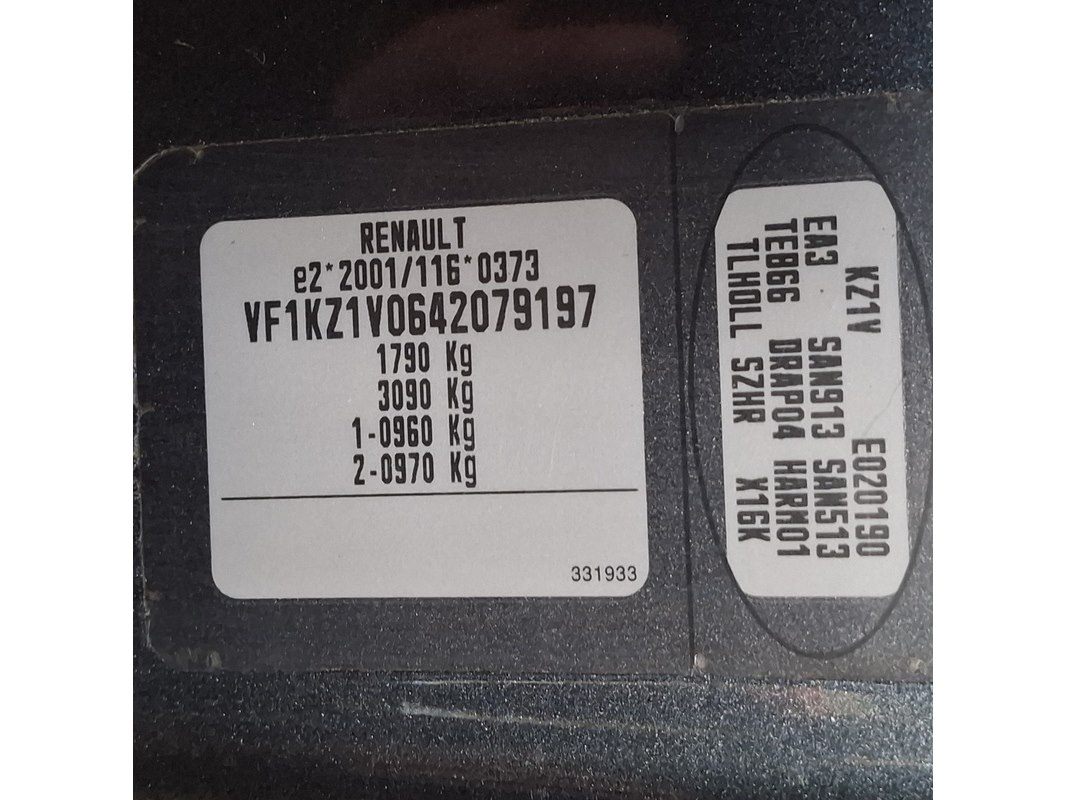 RENAULT
e2*2001/116*0373
VF1KZ1V0642079197
1790 Kg
3090 Kg
1-0960 Kg
2-0970 Kg
331933
KZ1V E020190
EA3 SAN913 SAN513
TEB66 DRAP04 HARM01
TLHOLL SZHR X16K